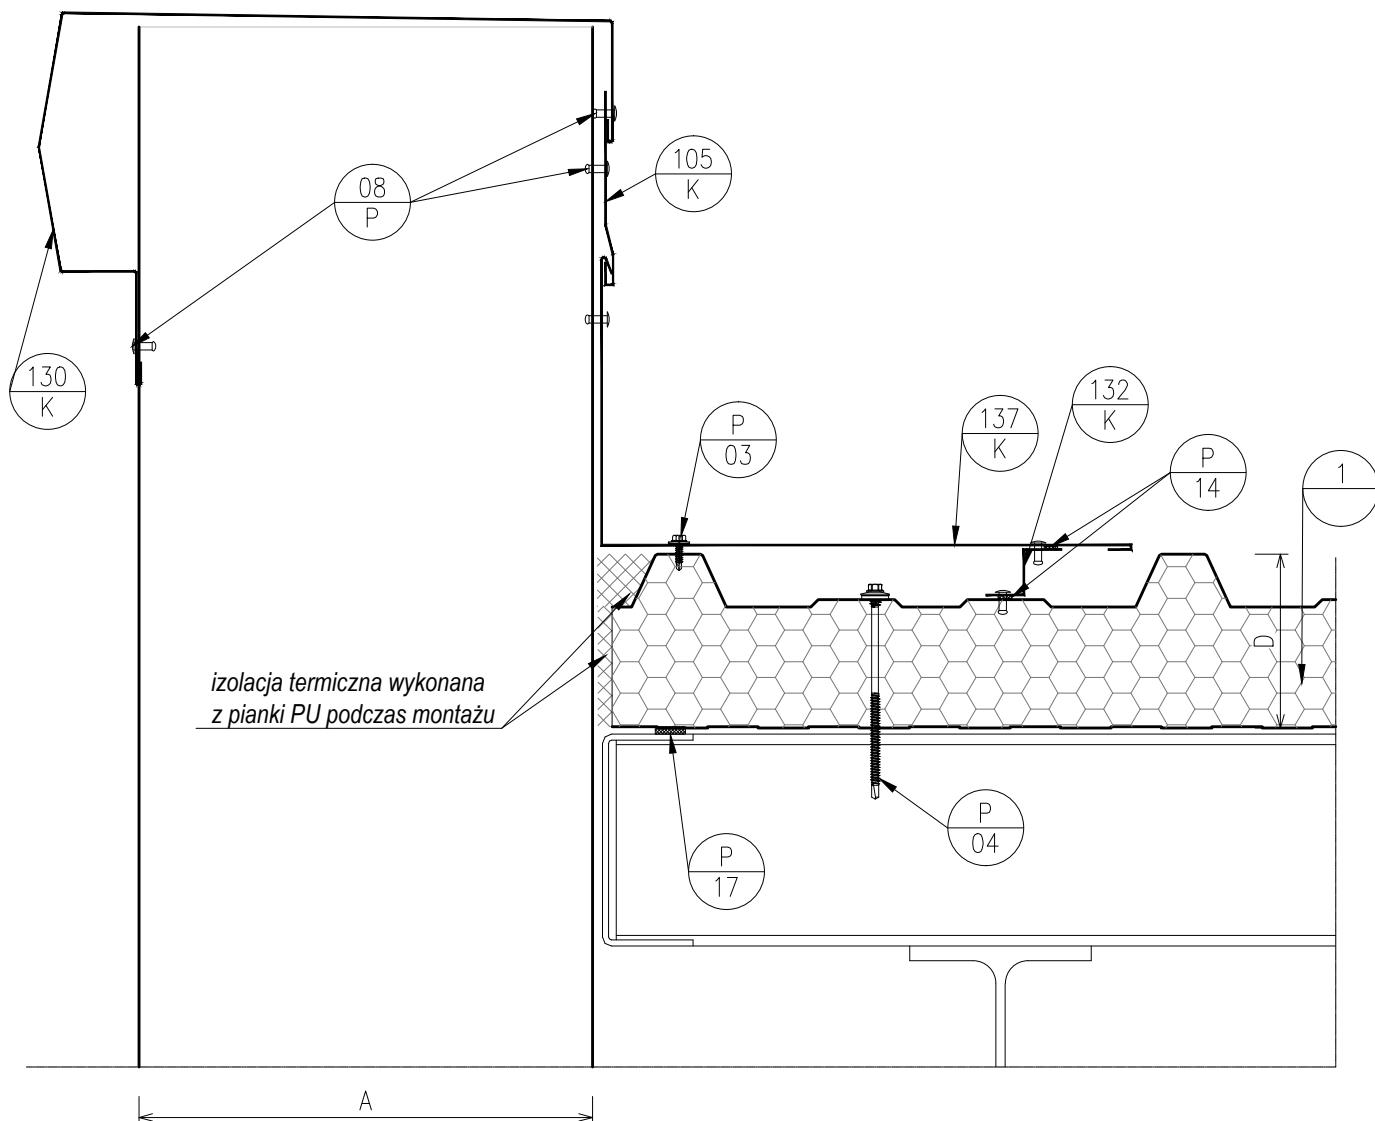 08
P
105
K
130
K
P
03
137
K
132
K
P
14
1
D
izolacja termiczna wykonana
z pianki PU podczas montażu
P
04
P
17
A